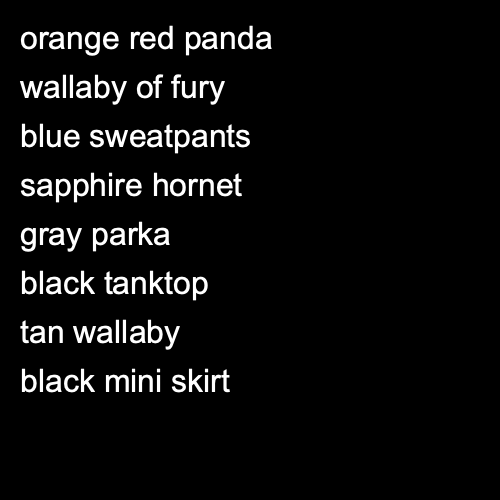 orange red panda
wallaby of fury
blue sweatpants
sapphire hornet
gray parka
black tanktop
tan wallaby
black mini skirt